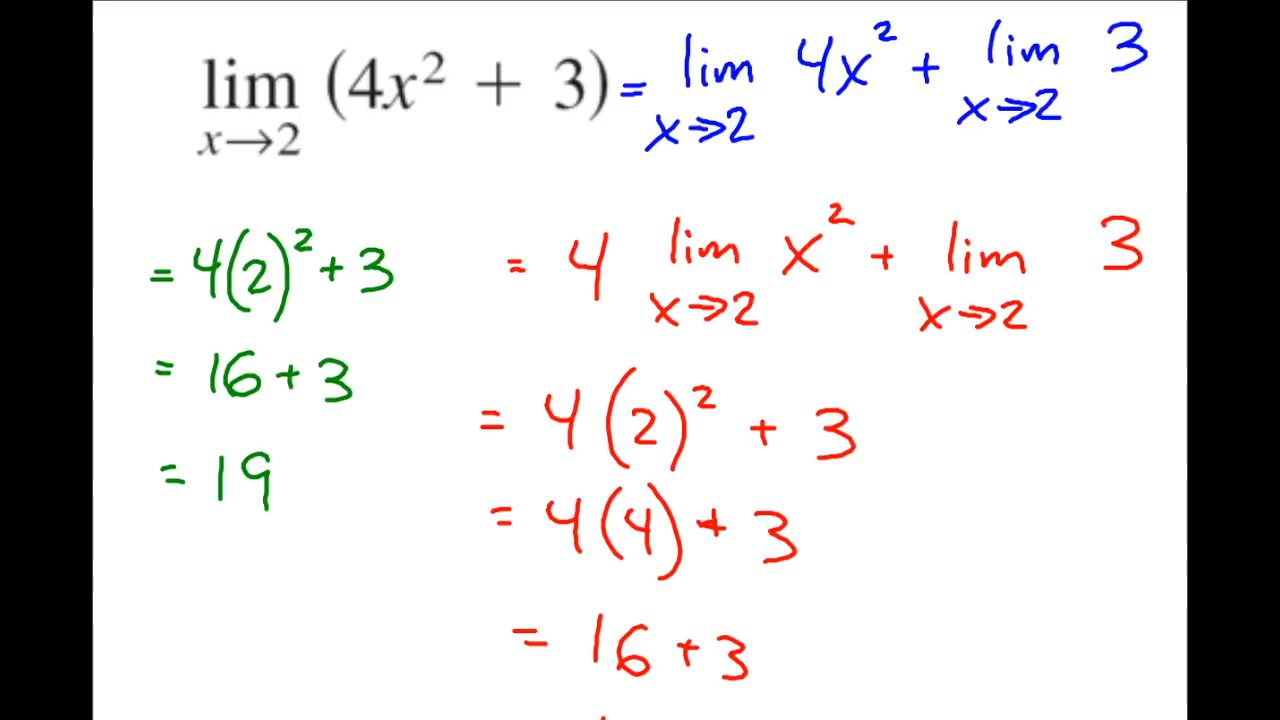 lim x→2 (4x² + 3) = lim x→2 4x² + lim x→2 3
= 4(2)² + 3
= 16 + 3
= 19
= 4 lim x→2 x² + lim x→2 3
= 4(2)² + 3
= 4(4) + 3
= 16 + 3